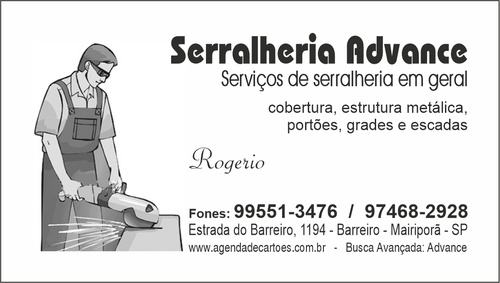 Serralheria Advance
Serviços de serralheria em geral
cobertura, estrutura metálica,
portões, grades e escadas
Rogerio
Fones: 99551-3476 / 97468-2928
Estrada do Barreiro, 1194 - Barreiro - Mairiporã - SP
www.agendadecartoes.com.br - Busca Avançada: Advance